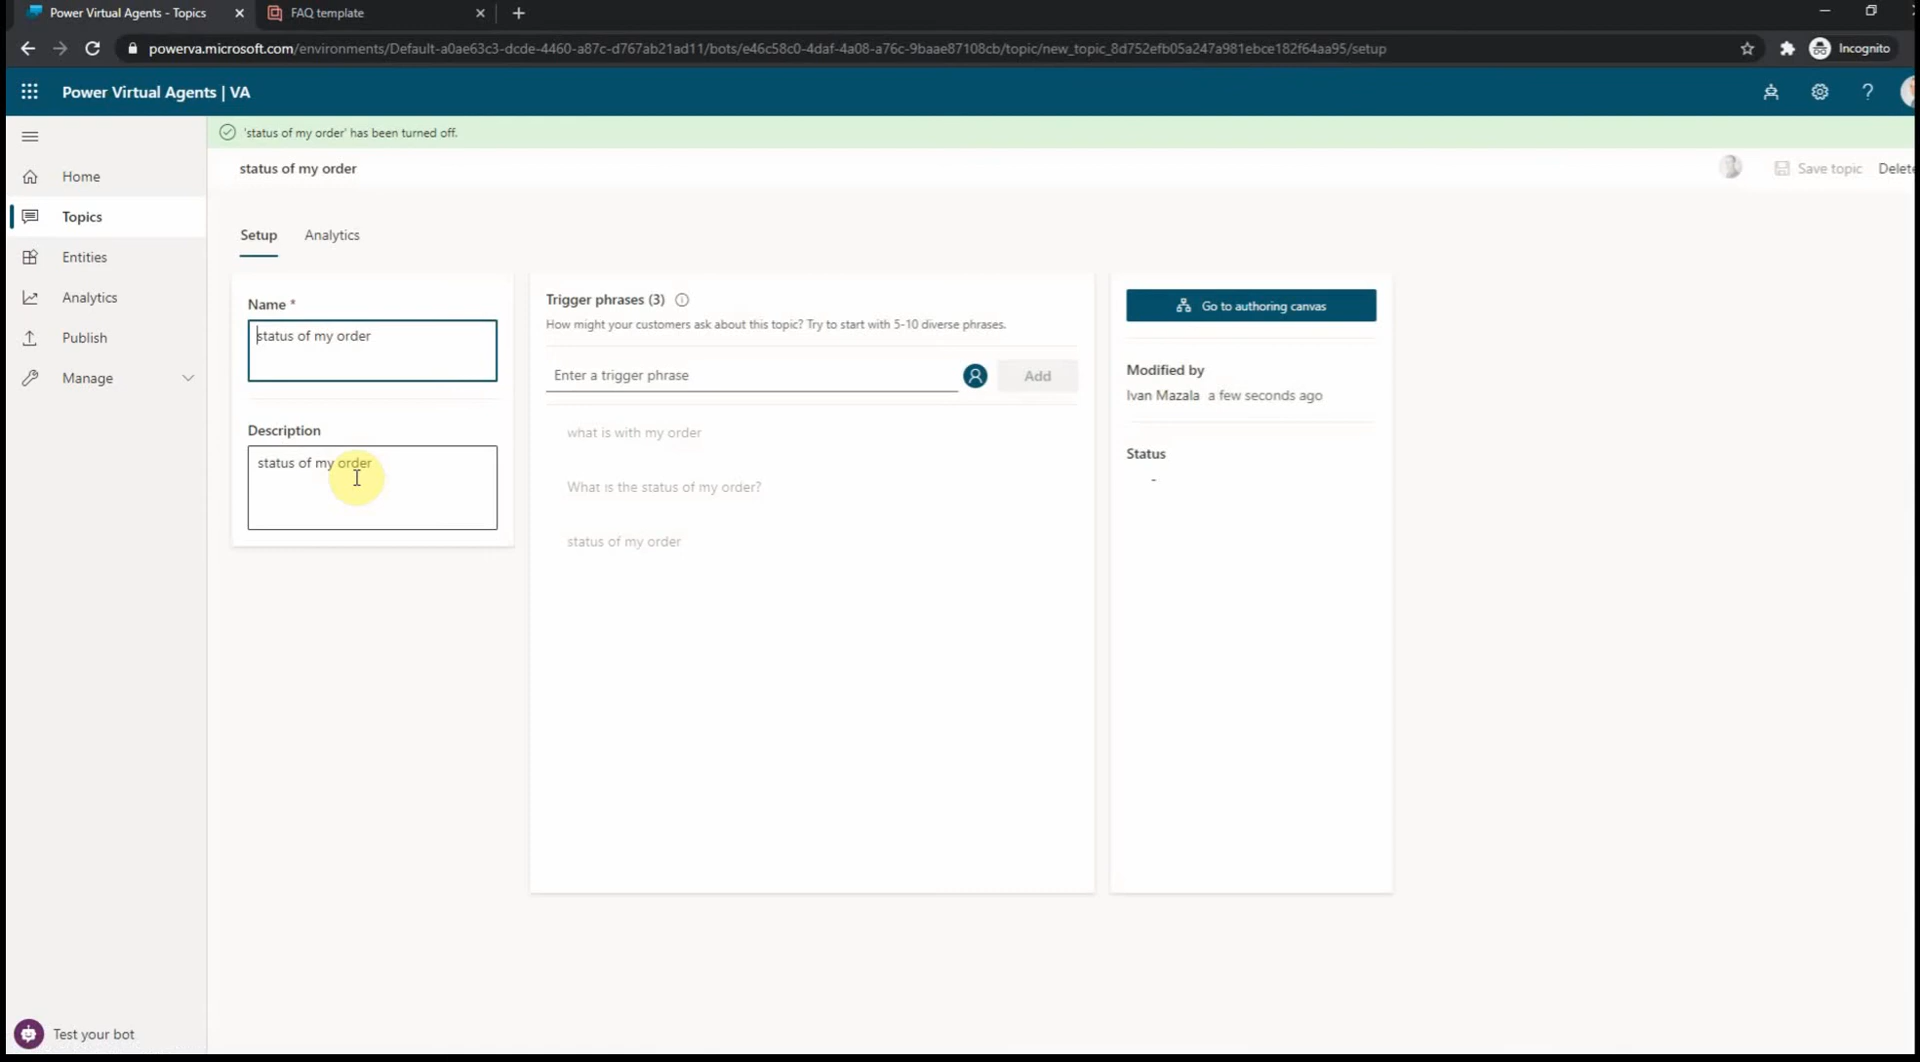 Power Virtual Agents - Topics
FAQ template
powerva.microsoft.com/environments/Default-a0ae63c3-dcde-4460-a87c-d767ab21ad11/bots/e46c58c0-4daf-4a08-a76c-9baae87108cb/topic/new_topic_8d752efb05a247a981ebce182f64aa95/setup
Incognito
Power Virtual Agents | VA
'status of my order' has been turned off.
status of my order
Save topic
Delete
Home
Topics
Entities
Analytics
Publish
Manage
Setup
Analytics
Name *
status of my order
Description
status of my order
Trigger phrases (3)
How might your customers ask about this topic? Try to start with 5-10 diverse phrases.
Enter a trigger phrase
Add
what is with my order
What is the status of my order?
status of my order
Go to authoring canvas
Modified by
Ivan Mazala a few seconds ago
Status
-
Test your bot